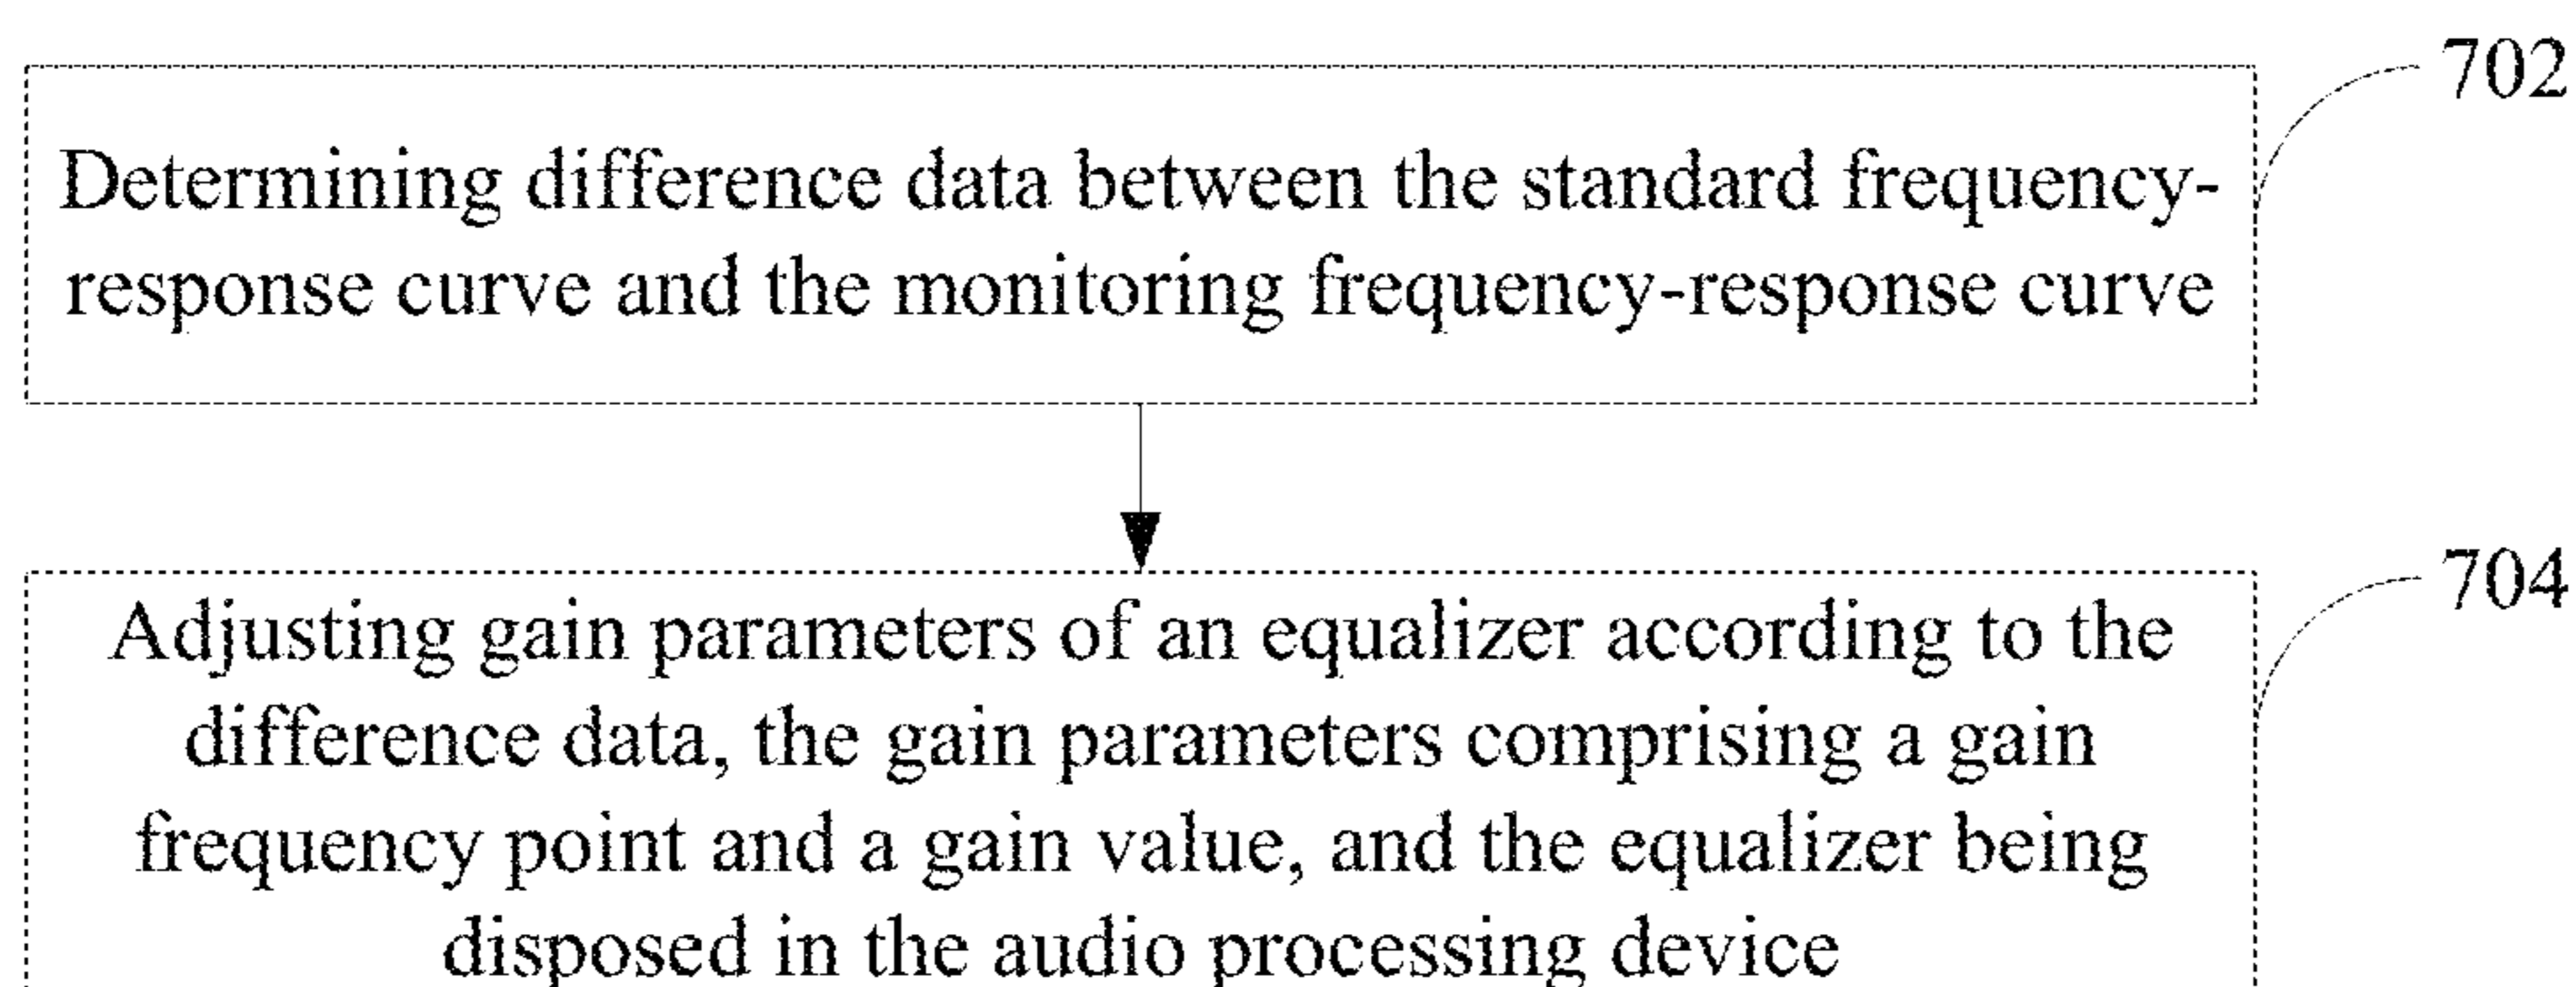 702
Determining difference data between the standard frequency-
response curve and the monitoring frequency-response curve
704
Adjusting gain parameters of an equalizer according to the
difference data, the gain parameters comprising a gain
frequency point and a gain value, and the equalizer being
disposed in the audio processing device